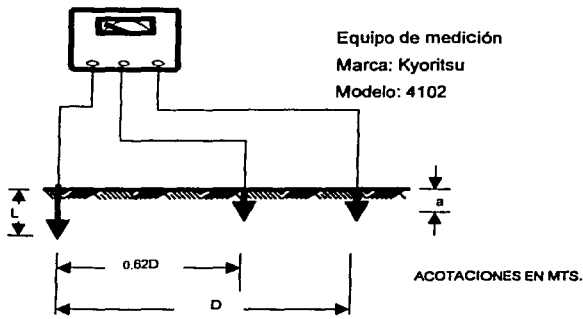 Equipo de medición
Marca: Kyoritsu
Modelo: 4102
L
a
0.62D
D
ACOTACIONES EN MTS.